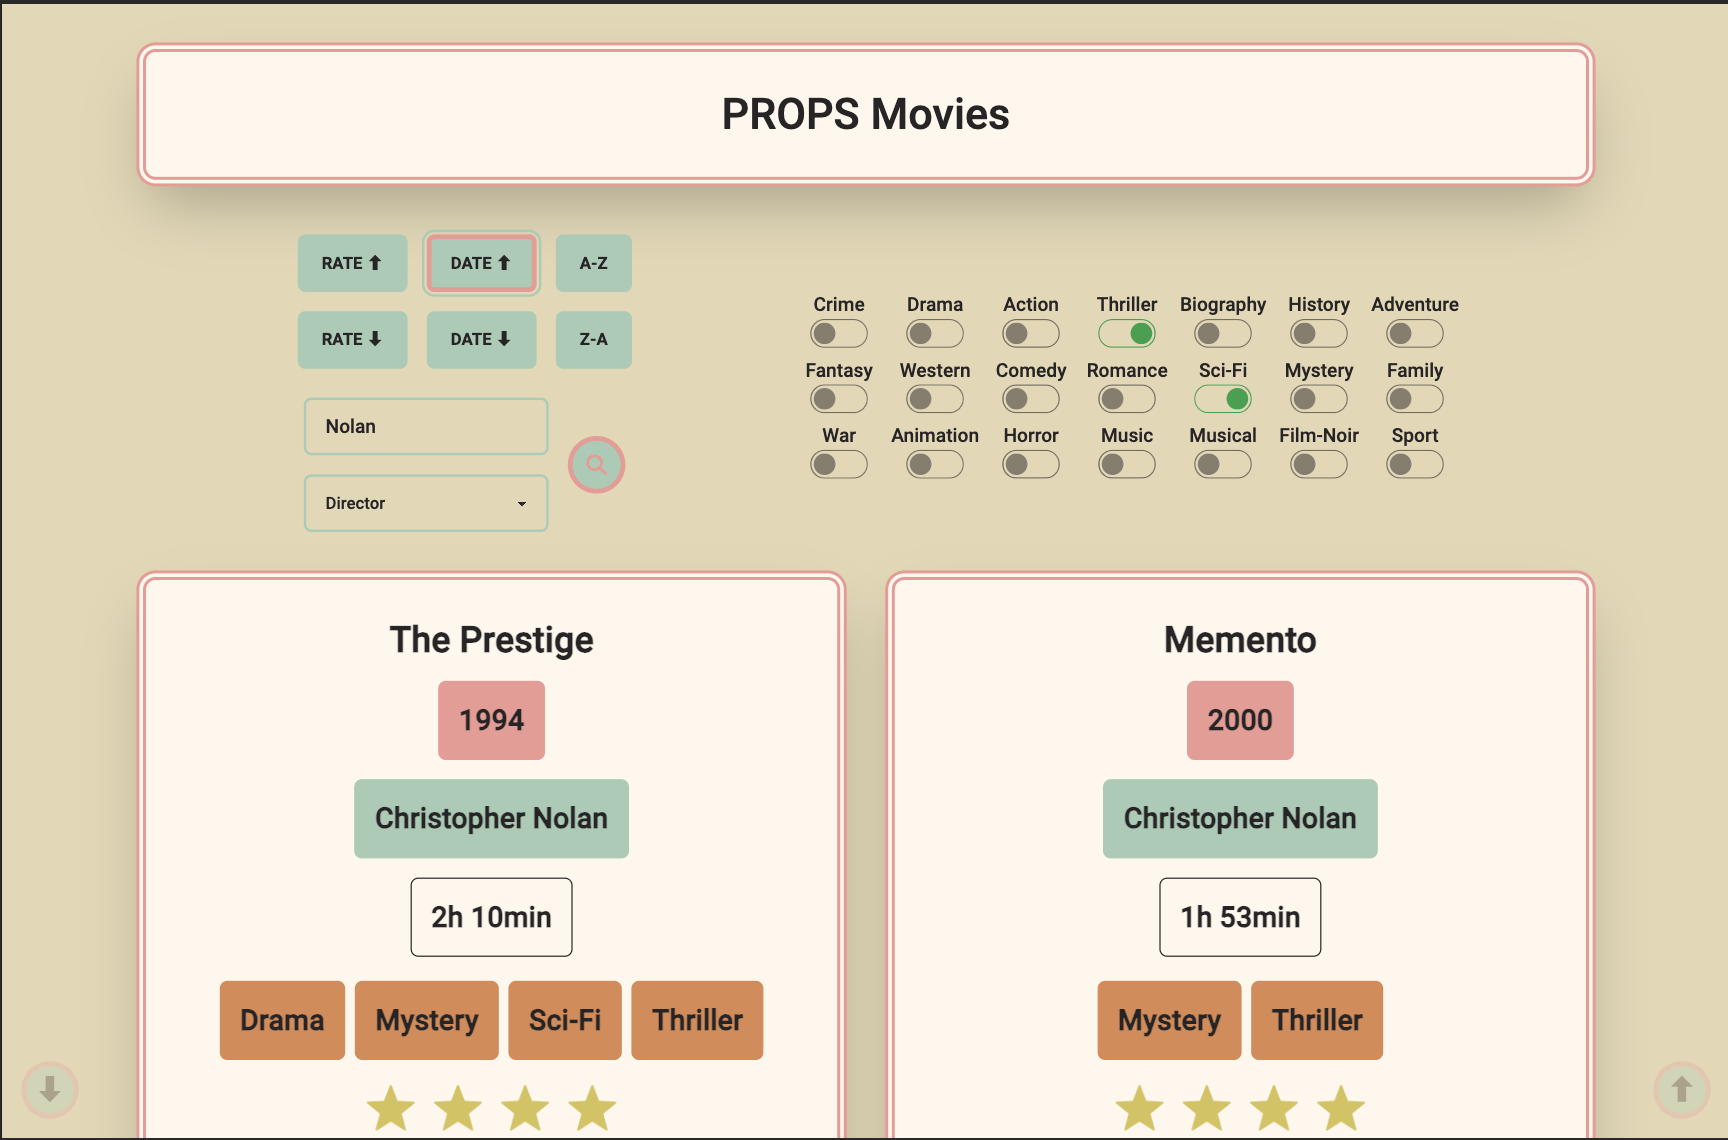 PROPS Movies
RATE DATE A-Z
RATE DATE Z-A
Nolan
Director
Crime Drama Action Thriller Biography History Adventure
Fantasy Western Comedy Romance Sci-Fi Mystery Family
War Animation Horror Music Musical Film-Noir Sport
The Prestige
1994
Christopher Nolan
2h 10min
Drama Mystery Sci-Fi Thriller
Memento
2000
Christopher Nolan
1h 53min
Mystery Thriller